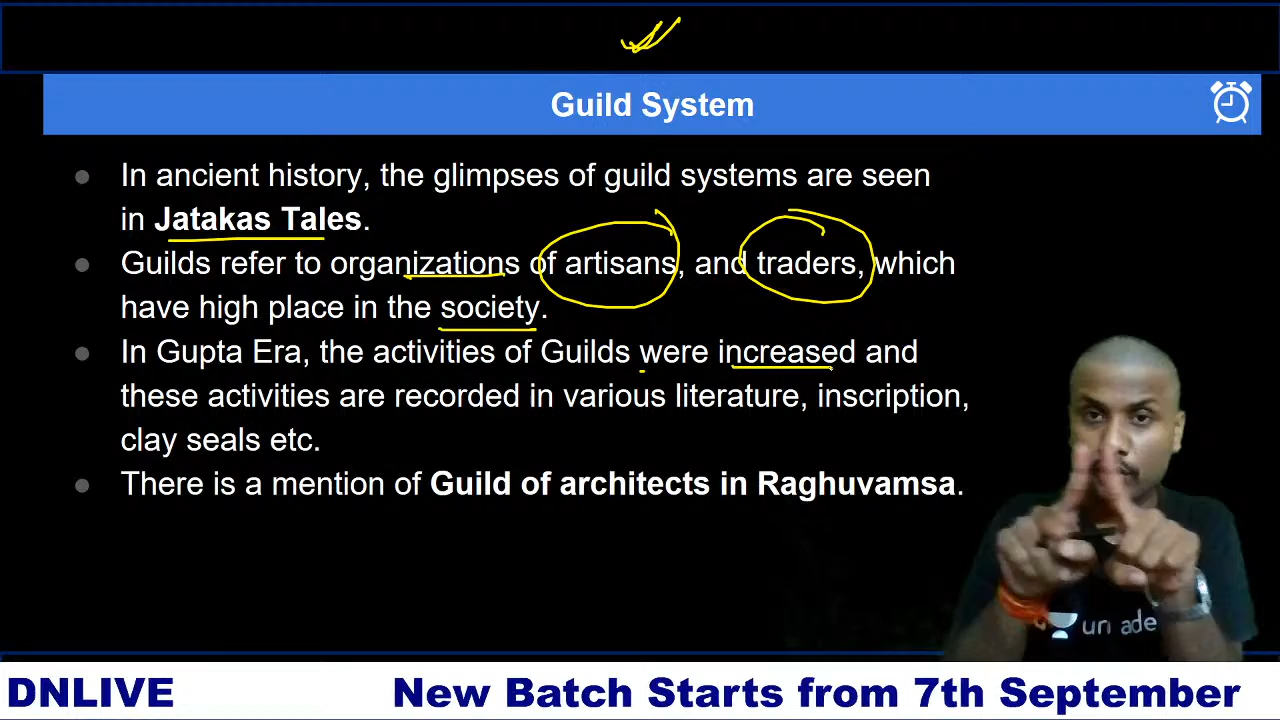 Guild System
In ancient history, the glimpses of guild systems are seen
in Jatakas Tales.
Guilds refer to organizations of artisans, and traders, which
have high place in the society.
In Gupta Era, the activities of Guilds were increased and
these activities are recorded in various literature, inscription,
clay seals etc.
There is a mention of Guild of architects in Raghuvamsa.
DNLIVE New Batch Starts from 7th September